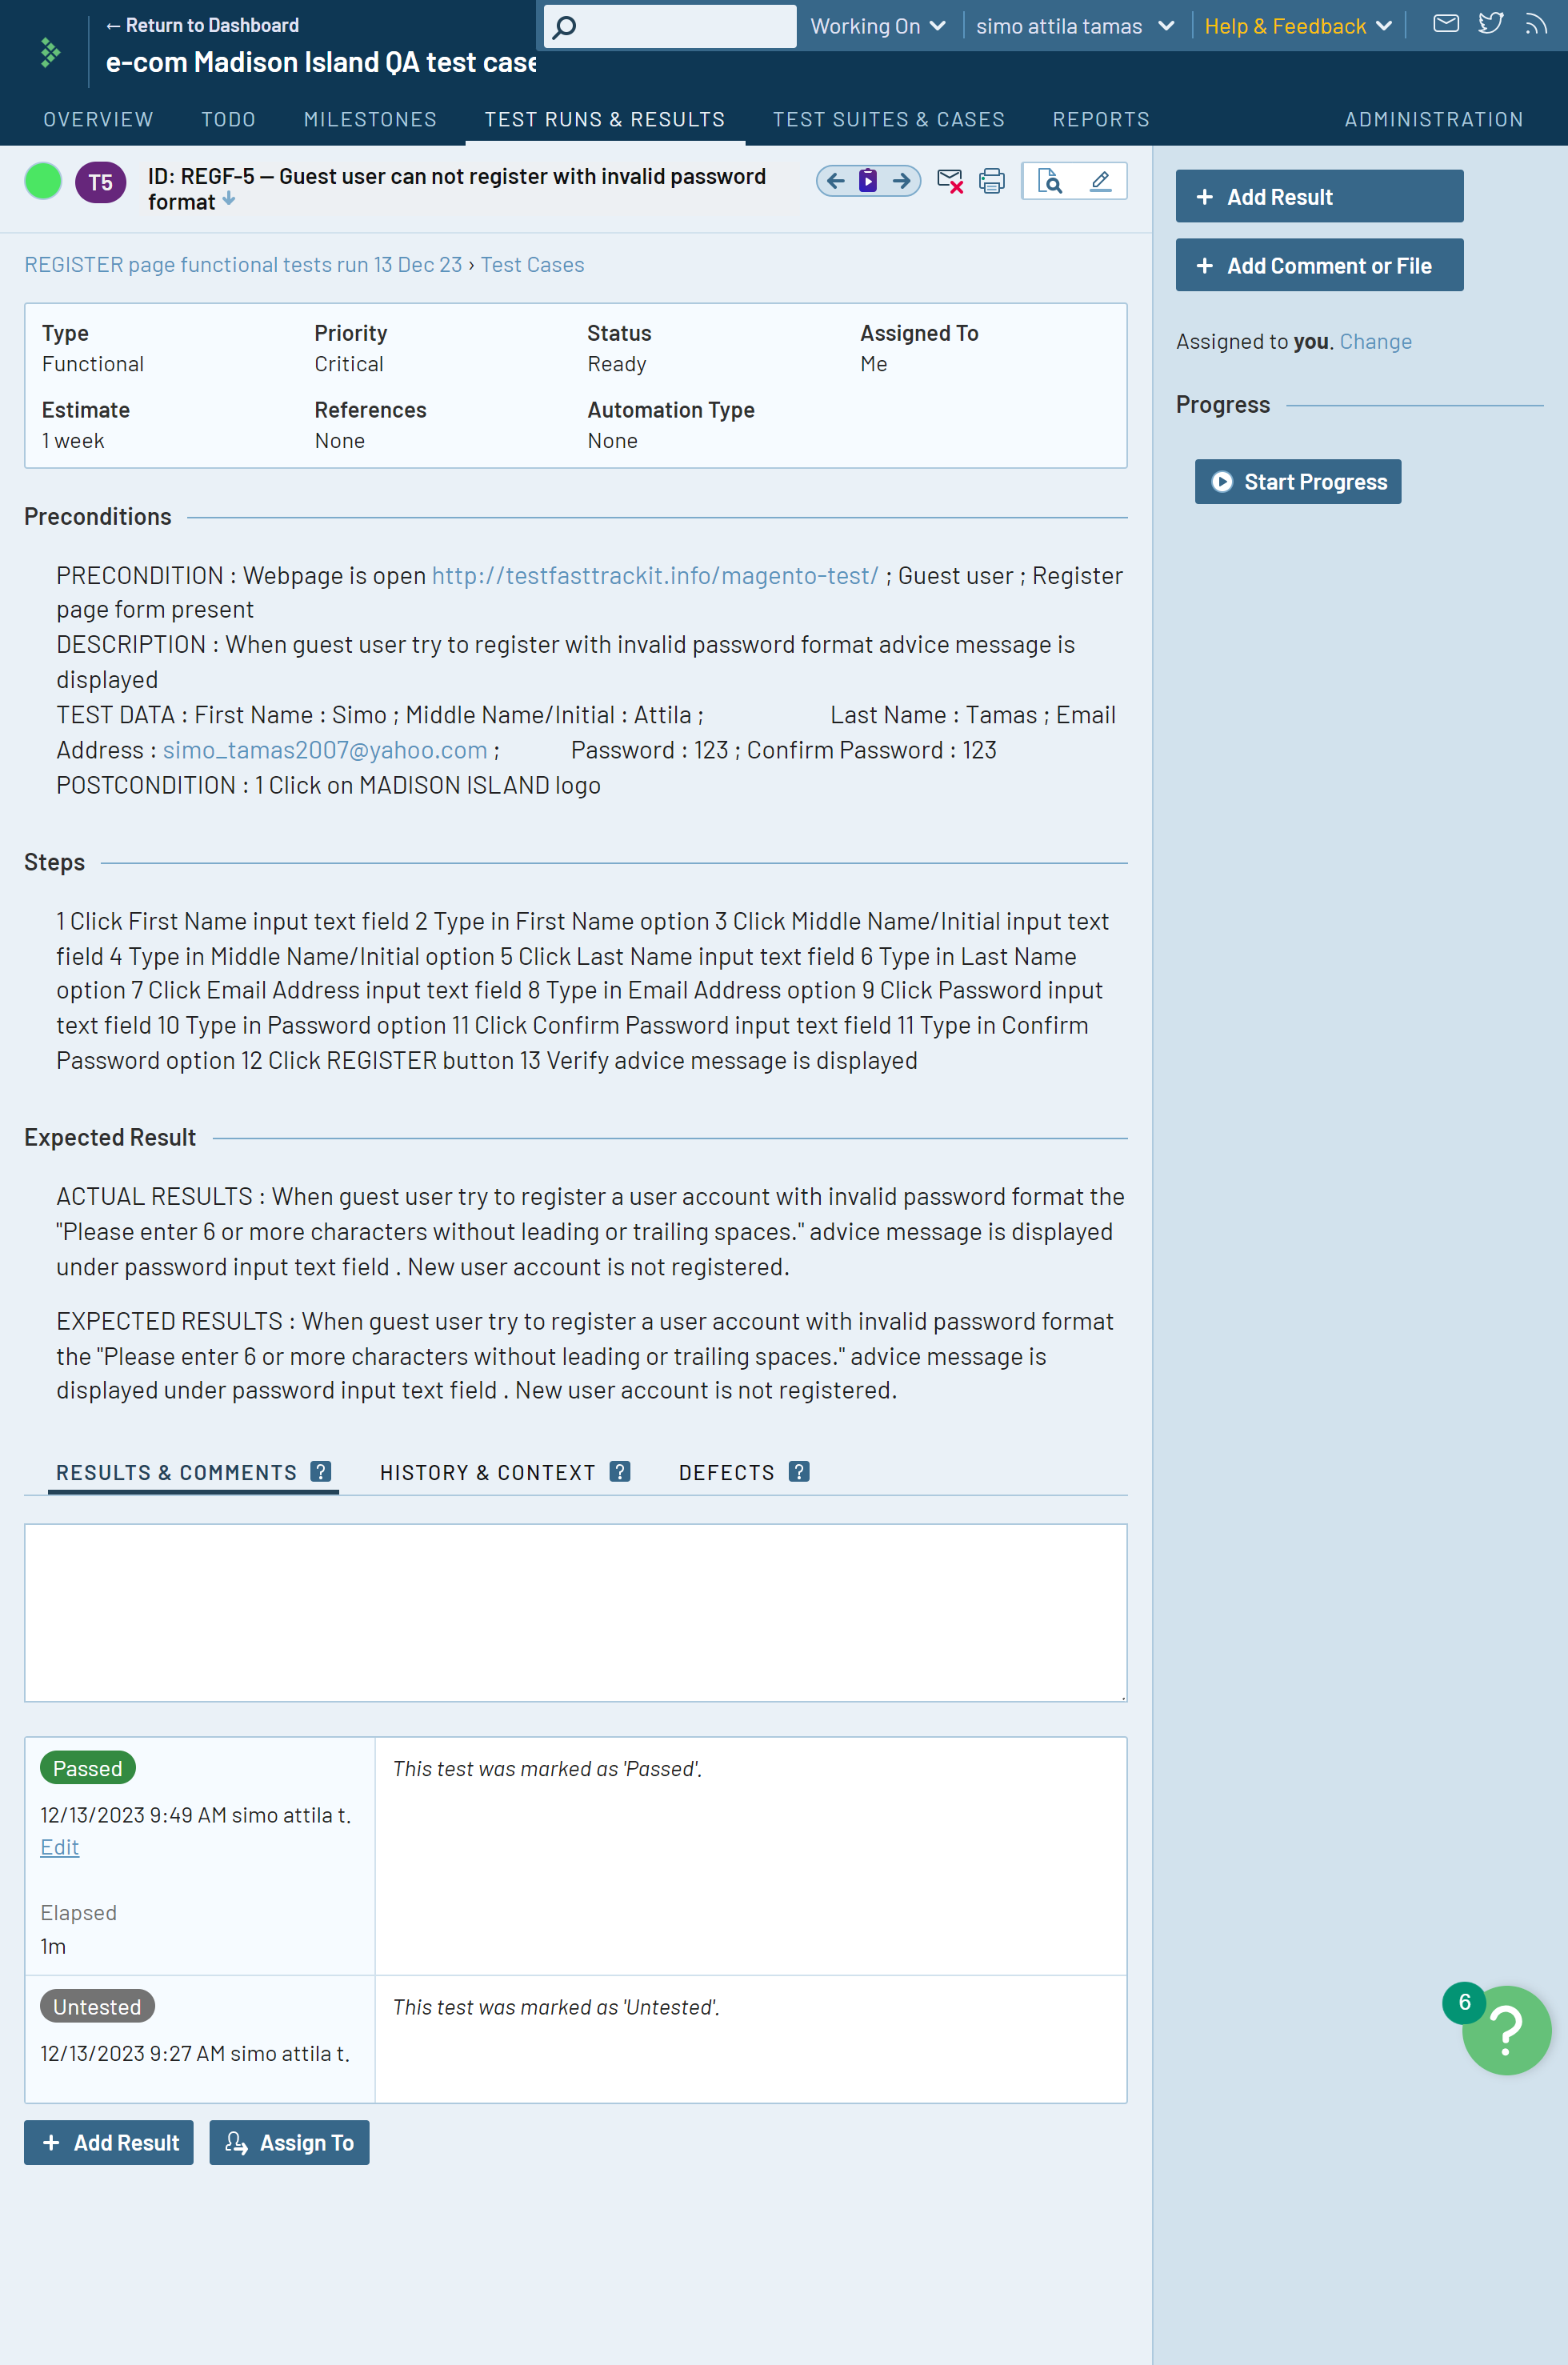 ← Return to Dashboard
e-com Madison Island QA test case
Working On
simo attila tamas
Help & Feedback
OVERVIEW TODO MILESTONES TEST RUNS & RESULTS TEST SUITES & CASES REPORTS ADMINISTRATION
T5
ID: REGF-5 – Guest user can not register with invalid password
format
REGISTER page functional tests run 13 Dec 23 › Test Cases
Type Priority Status Assigned To
Functional Critical Ready Me
Estimate References Automation Type
1 week None None
Preconditions
PRECONDITION : Webpage is open http://testfasttrackit.info/magento-test/ ; Guest user ; Register
page form present
DESCRIPTION : When guest user try to register with invalid password format advice message is
displayed
TEST DATA : First Name : Simo ; Middle Name/Initial : Attila ; Last Name : Tamas ; Email
Address : simo_tamas2007@yahoo.com ; Password : 123 ; Confirm Password : 123
POSTCONDITION : 1 Click on MADISON ISLAND logo
Steps
1 Click First Name input text field 2 Type in First Name option 3 Click Middle Name/Initial input text
field 4 Type in Middle Name/Initial option 5 Click Last Name input text field 6 Type in Last Name
option 7 Click Email Address input text field 8 Type in Email Address option 9 Click Password input
text field 10 Type in Password option 11 Click Confirm Password input text field 11 Type in Confirm
Password option 12 Click REGISTER button 13 Verify advice message is displayed
Expected Result
ACTUAL RESULTS : When guest user try to register a user account with invalid password format the
"Please enter 6 or more characters without leading or trailing spaces." advice message is displayed
under password input text field . New user account is not registered.
EXPECTED RESULTS : When guest user try to register a user account with invalid password format
the "Please enter 6 or more characters without leading or trailing spaces." advice message is
displayed under password input text field . New user account is not registered.
RESULTS & COMMENTS ? HISTORY & CONTEXT ? DEFECTS ?
Passed
This test was marked as 'Passed'.
12/13/2023 9:49 AM simo attila t.
Edit
Elapsed
1m
Untested
This test was marked as 'Untested'.
12/13/2023 9:27 AM simo attila t.
+ Add Result
Assign To
+ Add Result
+ Add Comment or File
Assigned to you. Change
Progress
Start Progress
6
?